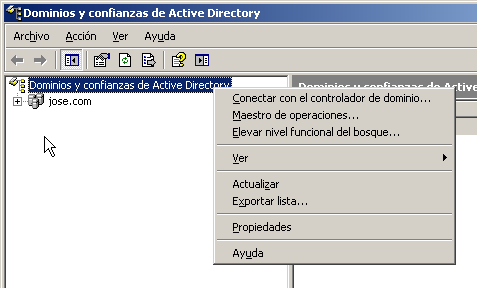 Dominios y confianzas de Active Directory
Archivo Acción Ver Ayuda
Dominios y confianzas de Active Directory
jose.com
Dominios y confianzas de Active
Conectar con el controlador de dominio...
Maestro de operaciones...
Elevar nivel funcional del bosque...
Ver
Actualizar
Exportar lista...
Propiedades
Ayuda